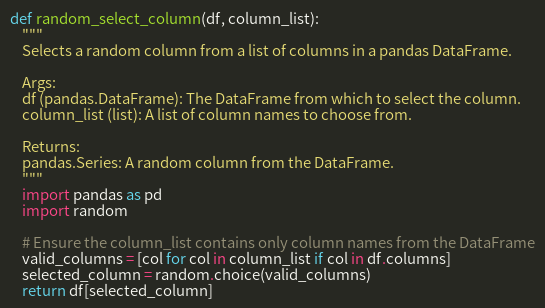 def random_select_column(df, column_list):
    """
    Selects a random column from a list of columns in a pandas DataFrame.

    Args:
    df (pandas.DataFrame): The DataFrame from which to select the column.
    column_list (list): A list of column names to choose from.

    Returns:
    pandas.Series: A random column from the DataFrame.
    """
    import pandas as pd
    import random

    # Ensure the column_list contains only column names from the DataFrame
    valid_columns = [col for col in column_list if col in df.columns]
    selected_column = random.choice(valid_columns)
    return df[selected_column]